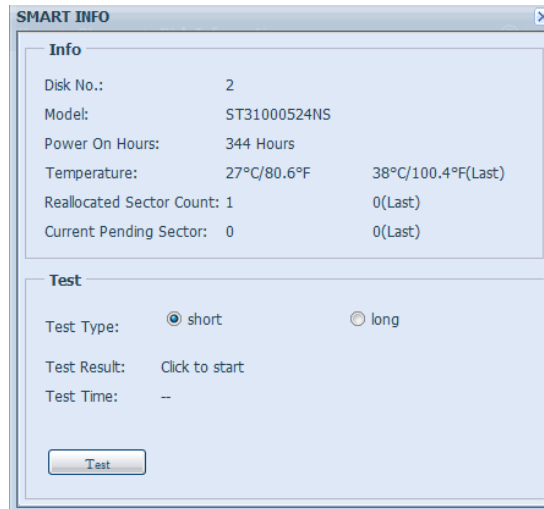 SMART INFO
Info
Disk No.: 2
Model: ST31000524NS
Power On Hours: 344 Hours
Temperature: 27°C/80.6°F 38°C/100.4°F(Last)
Reallocated Sector Count: 1 0(Last)
Current Pending Sector: 0 0(Last)
Test
Test Type: short long
Test Result: Click to start
Test Time: --
Test